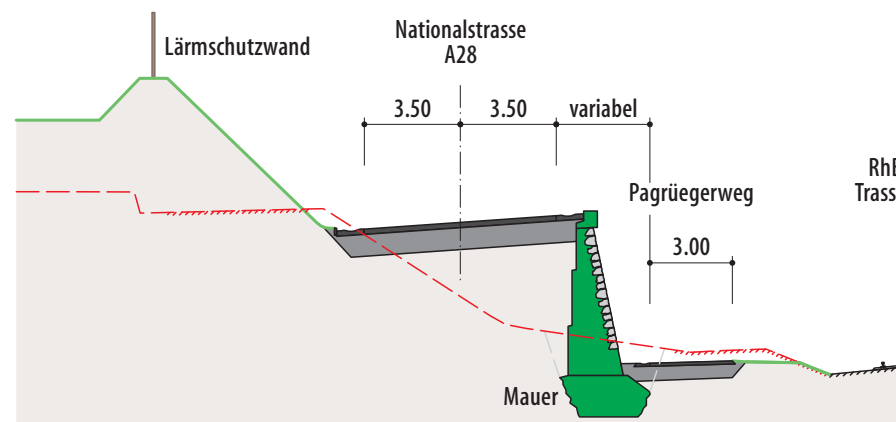 Lärmschutzwand
Nationalstrasse
A28
3.50
3.50
variabel
Pagrüegerweg
3.00
Mauer